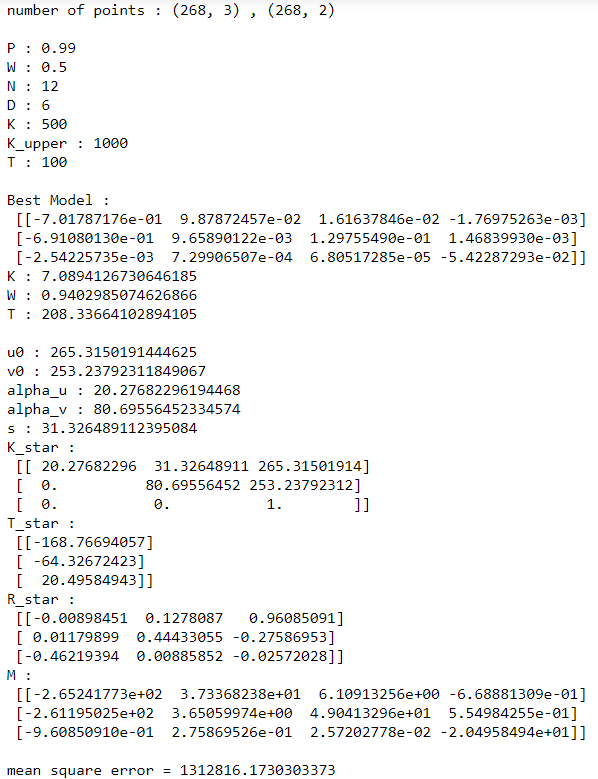 number of points : (268, 3) , (268, 2)
P : 0.99
W : 0.5
N : 12
D : 6
K : 500
K_upper : 1000
T : 100
Best Model :
[[-7.01787176e-01 9.87872457e-02 1.61637846e-02 -1.76975263e-03]
[-6.91080130e-01 9.65890122e-03 1.29755490e-01 1.46839930e-03]
[-2.54225735e-03 7.29906507e-04 6.80517285e-05 -5.42287293e-02]]
K : 7.0894126730646185
W : 0.9402985074626866
T : 208.33664102894105
u0 : 265.3150191444625
v0 : 253.23792311849067
alpha_u : 20.27682296194468
alpha_v : 80.69556452334574
s : 31.326489112395084
K_star :
[[ 20.27682296 31.32648911 265.31501914]
[ 0. 80.69556452 253.23792312]
[ 0. 0. 1. ]]
T_star :
[[-168.76694057]
[ -64.32672423]
[ 20.49584943]]
R_star :
[[-0.00898451 0.1278087 0.96085091]
[ 0.01179899 0.44433055 -0.27586953]
[-0.46219394 0.00885852 -0.02572028]]
M :
[[-2.65241773e+02 3.73368238e+01 6.10913256e+00 -6.68881309e-01]
[-2.61195025e+02 3.65059974e+00 4.90413296e+01 5.54984255e-01]
[-9.60850910e-01 2.75869526e-01 2.57202778e-02 -2.04958494e+01]]
mean square error = 1312816.1730303373